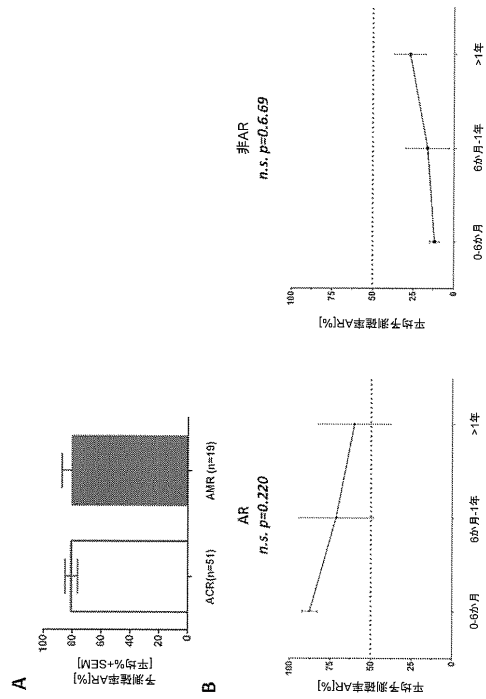 A
予測確率AR[%]
[平均%+SEM]
100
80
60
40
20
0
ACR(n=51)
AMR (n=19)
B
AR
n.s. p=0.220
平均予測確率AR[%]
100
75
50
25
0
0-6か月
6か月-1年
>1年
非AR
n.s. p=0.6.69
平均予測確率AR[%]
100
75
50
25
0
0-6か月
6か月-1年
>1年